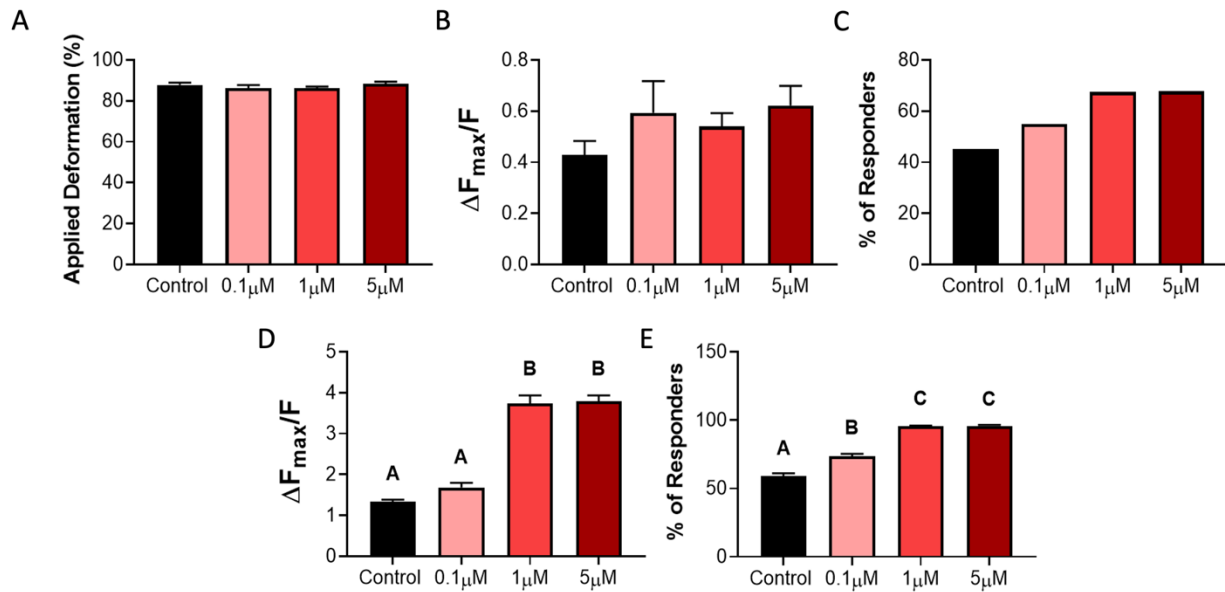 A
Applied Deformation (%)
100
80
60
40
20
0
Control 0.1μM 1μM 5μM
B
ΔFmax/F
0.8
0.6
0.4
0.2
0.0
Control 0.1μM 1μM 5μM
C
% of Responders
80
60
40
20
0
Control 0.1μM 1μM 5μM
D
ΔFmax/F
5
4
3
2
1
0
A A B B
Control 0.1μM 1μM 5μM
E
% of Responders
150
100
50
0
A B C C
Control 0.1μM 1μM 5μM